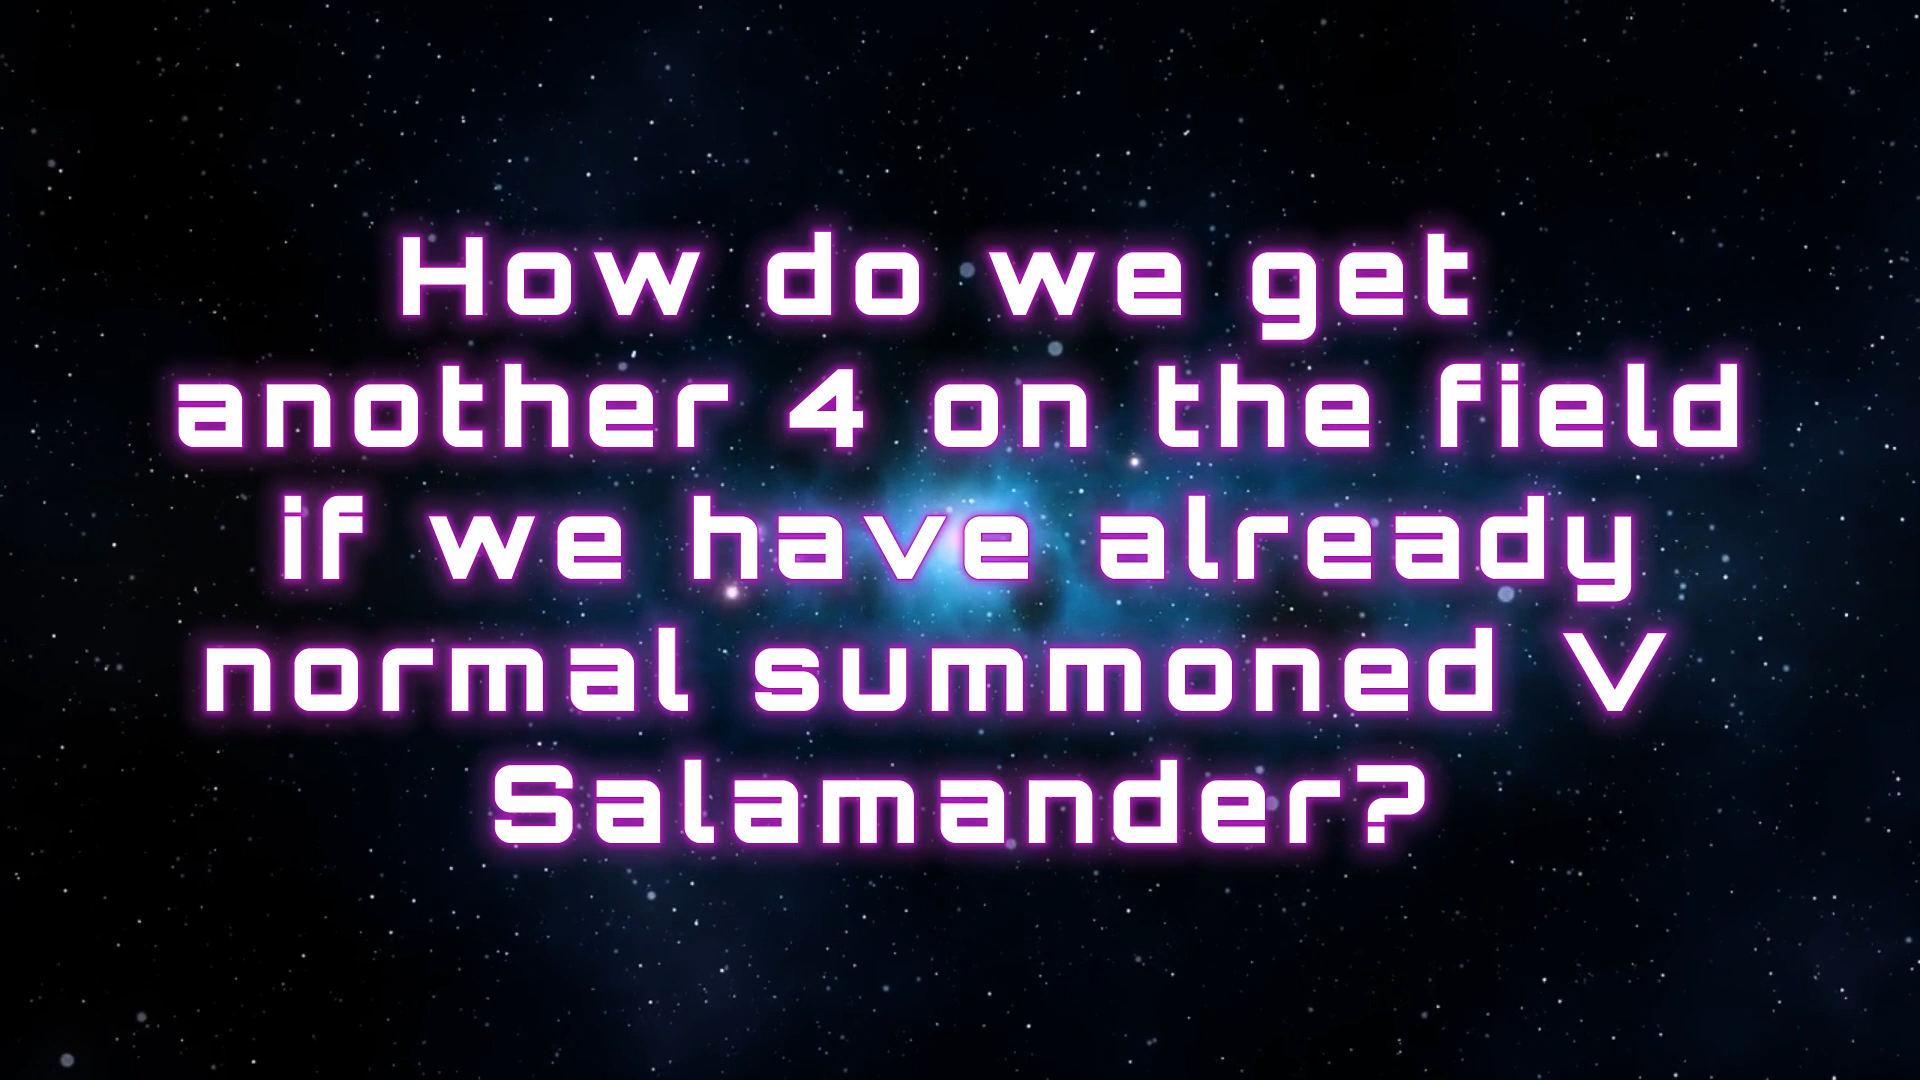 How do we get
another 4 on the field
if we have already
normal summoned V
Salamander?